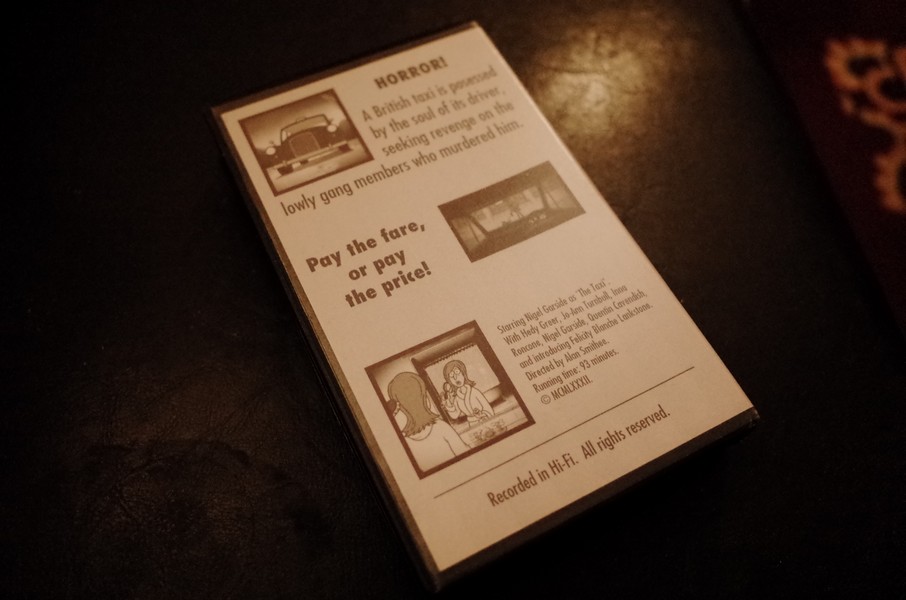 HORROR!
A British taxi is posessed
by the soul of its driver,
seeking revenge on the
lowly gang members who murdered him.
Pay the fare,
or pay
the price!
Starring Nigel Garside as 'The Taxi'.
With Hedy Greer, Jo-Ann Turnbull, Iona
Roncone, Nigel Garside, Quentin Cavendish,
and introducing Felicity Blanche Lankstone.
Directed by Alan Smithee.
Running time: 93 minutes.
© MCMLXXXII.
Recorded in Hi-Fi. All rights reserved.